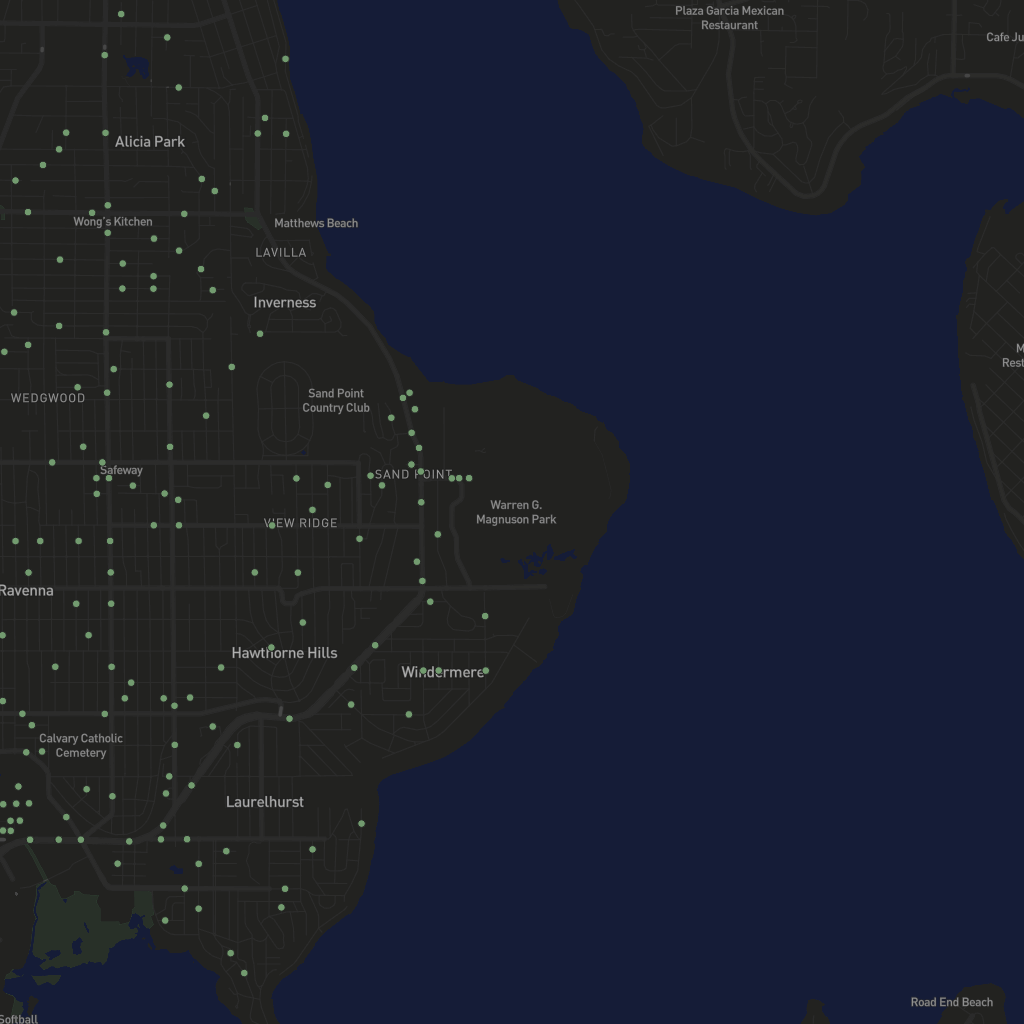 Plaza Garcia Mexican
Restaurant
Cafe Ju
Alicia Park
Wong's Kitchen
Matthews Beach
LAVILLA
Inverness
M
Rest
WEDGWOOD
Sand Point
Country Club
Safeway
SAND POINT
Warren G.
Magnuson Park
VIEW RIDGE
Ravenna
Hawthorne Hills
Windermere
Calvary Catholic
Cemetery
Laurelhurst
Road End Beach
Softball